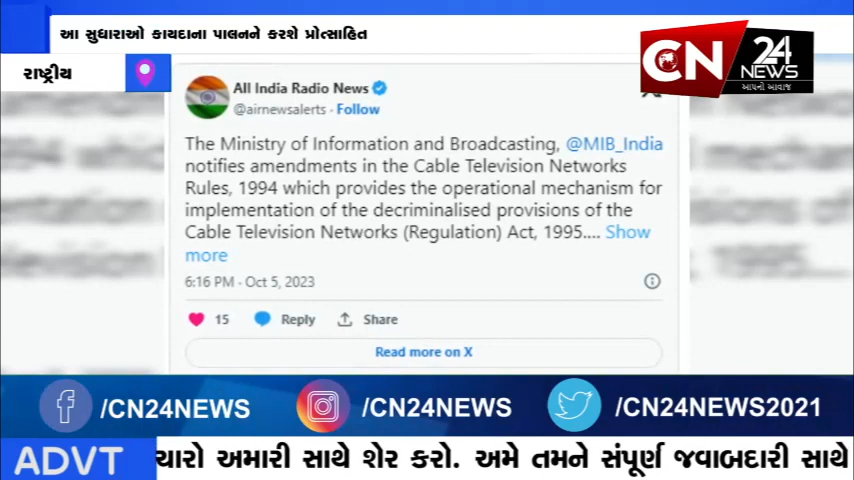 આ સુધારાઓ કાયદાના પાલનને કરશે પ્રોત્સાહિત
રાષ્ટ્રીય
CN 24 NEWS
આપનો અવાજ
All India Radio News
@airnewsalerts · Follow
The Ministry of Information and Broadcasting, @MIB_India
notifies amendments in the Cable Television Networks
Rules, 1994 which provides the operational mechanism for
implementation of the decriminalised provisions of the
Cable Television Networks (Regulation) Act, 1995.... Show
more
6:16 PM · Oct 5, 2023
15 Reply Share
Read more on X
/CN24NEWS /CN24NEWS /CN24NEWS2021
ADVT ચારો અમારી સાથે શેર કરો. અમે તમને સંપૂર્ણ જવાબદારી સાથે